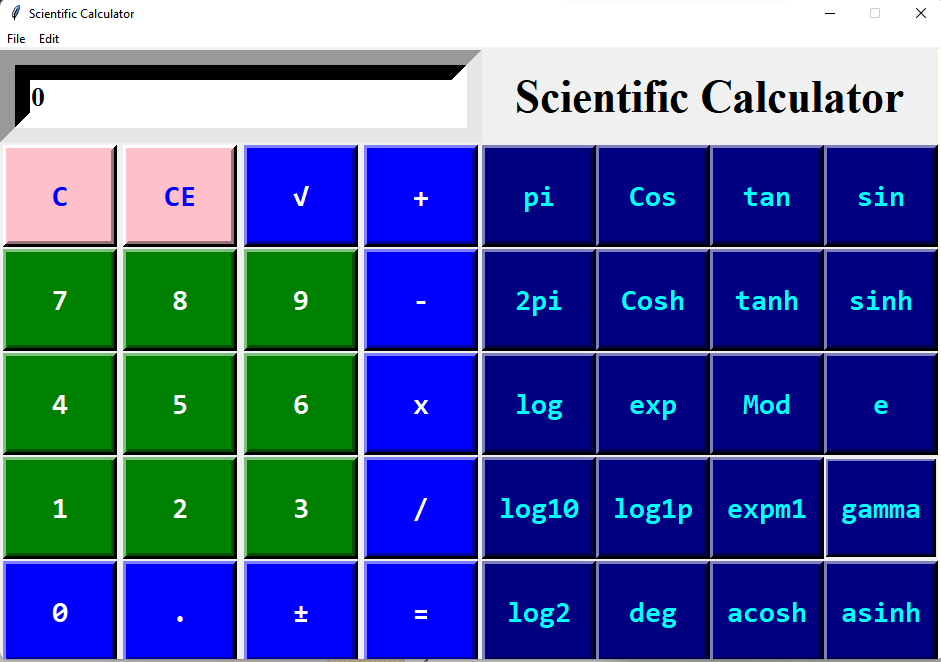 Scientific Calculator
File Edit
0
Scientific Calculator
C CE √ + pi Cos tan sin
7 8 9 - 2pi Cosh tanh sinh
4 5 6 x log exp Mod e
1 2 3 / log10 log1p expm1 gamma
0 . ± = log2 deg acosh asinh